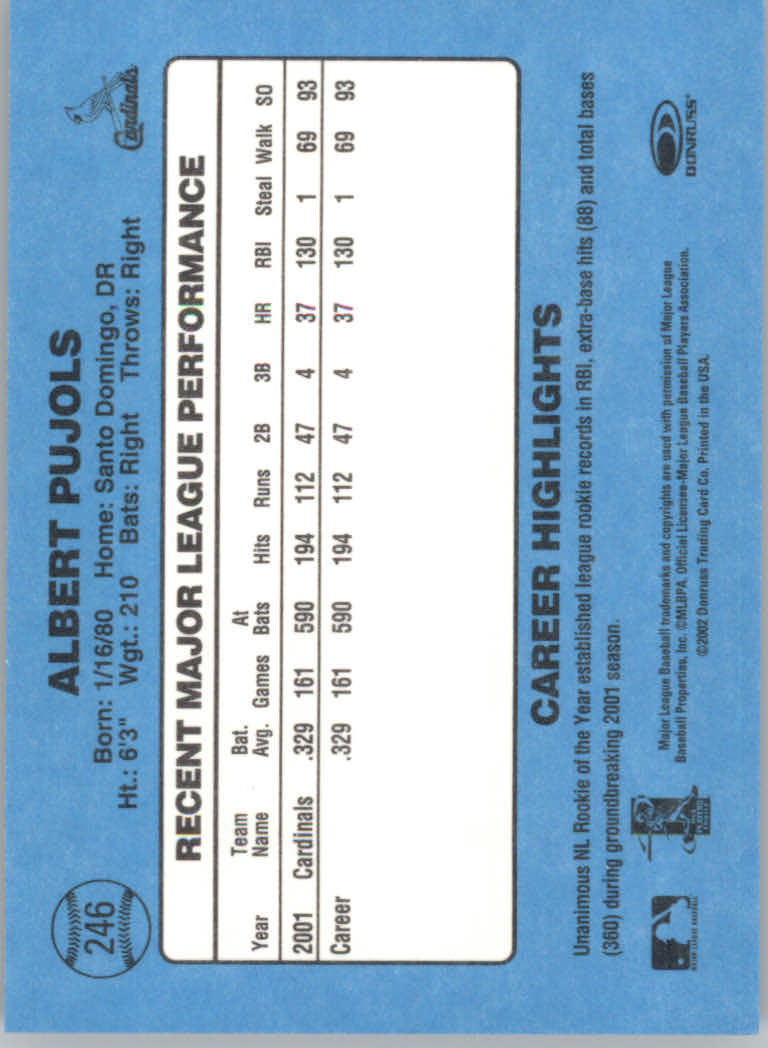 246
ALBERT PUJOLS
Cardinals
Born: 1/16/80 Home: Santo Domingo, DR
Ht.: 6'3" Wgt.: 210 Bats: Right Throws: Right
RECENT MAJOR LEAGUE PERFORMANCE
Year Team Name Bat. Avg. Games At Bats Hits Runs 2B 3B HR RBI Steal Walk SO
2001 Cardinals .329 161 590 194 112 47 4 37 130 1 69 93
Career .329 161 590 194 112 47 4 37 130 1 69 93
CAREER HIGHLIGHTS
Unanimous NL Rookie of the Year established league rookie records in RBI, extra-base hits (88) and total bases
(360) during groundbreaking 2001 season.
Major League Baseball trademarks and copyrights are used with permission of Major League
Baseball Properties, Inc. ©MLBPA. Official Licensee-Major League Baseball Players Association.
©2002 Donruss Trading Card Co. Printed in the USA.
DONRUSS